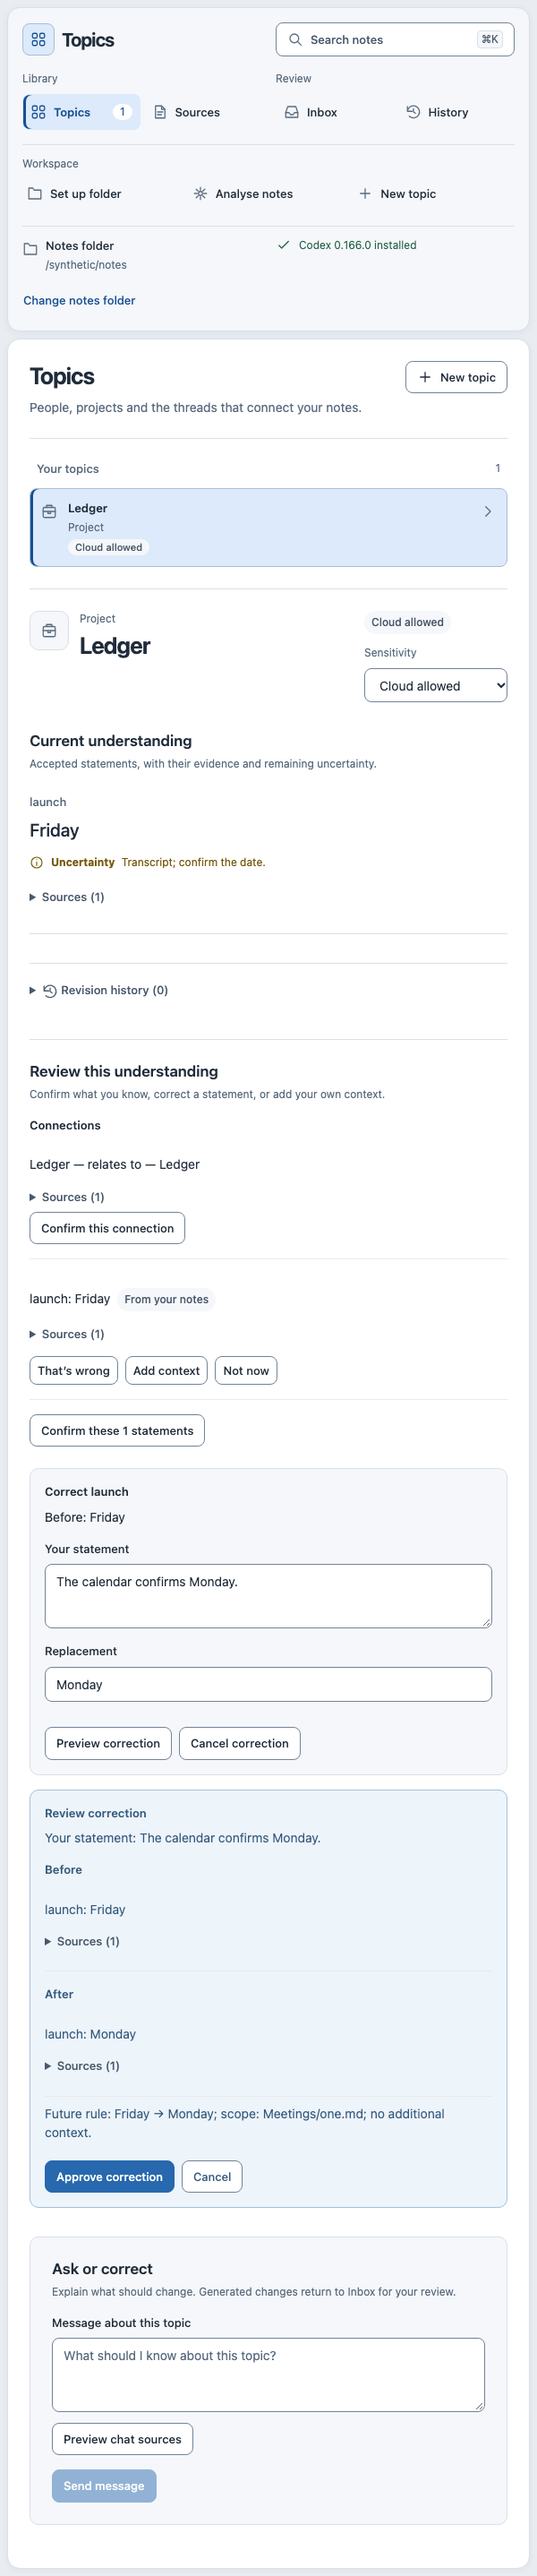 Topics
Search notes ⌘K
Library
Review
Topics 1
Sources
Inbox
History
Workspace
Set up folder
Analyse notes
New topic
Notes folder
/synthetic/notes
Codex 0.166.0 installed
Change notes folder
Topics
New topic
People, projects and the threads that connect your notes.
Your topics 1
Ledger
Project
Cloud allowed
Project
Ledger
Cloud allowed
Sensitivity
Cloud allowed
Current understanding
Accepted statements, with their evidence and remaining uncertainty.
launch
Friday
Uncertainty Transcript; confirm the date.
Sources (1)
Revision history (0)
Review this understanding
Confirm what you know, correct a statement, or add your own context.
Connections
Ledger — relates to — Ledger
Sources (1)
Confirm this connection
launch: Friday From your notes
Sources (1)
That's wrong
Add context
Not now
Confirm these 1 statements
Correct launch
Before: Friday
Your statement
The calendar confirms Monday.
Replacement
Monday
Preview correction
Cancel correction
Review correction
Your statement: The calendar confirms Monday.
Before
launch: Friday
Sources (1)
After
launch: Monday
Sources (1)
Future rule: Friday → Monday; scope: Meetings/one.md; no additional
context.
Approve correction
Cancel
Ask or correct
Explain what should change. Generated changes return to Inbox for your review.
Message about this topic
What should I know about this topic?
Preview chat sources
Send message